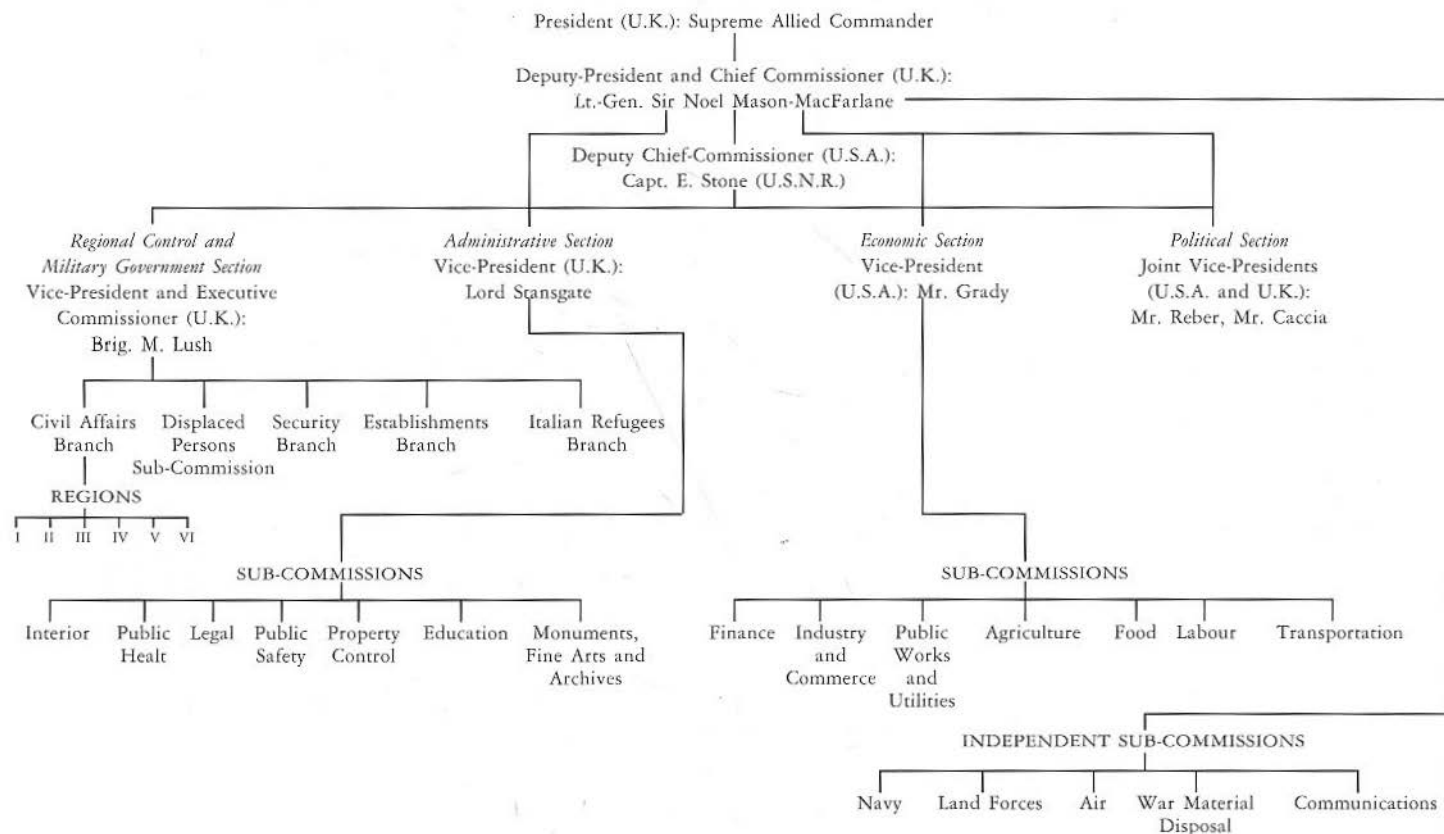 President (U.K.): Supreme Allied Commander
Deputy-President and Chief Commissioner (U.K.):
Lt.-Gen. Sir Noel Mason-MacFarlane
Deputy Chief-Commissioner (U.S.A.):
Capt. E. Stone (U.S.N.R.)
Regional Control and
Military Government Section
Vice-President and Executive
Commissioner (U.K.):
Brig. M. Lush
Administrative Section
Vice-President (U.K.):
Lord Stansgate
Economic Section
Vice-President
(U.S.A.): Mr. Grady
Political Section
Joint Vice-Presidents
(U.S.A. and U.K.):
Mr. Reber, Mr. Caccia
Civil Affairs
Branch
Displaced
Persons
Sub-Commission
Security
Branch
Establishments
Branch
Italian Refugees
Branch
REGIONS
I II III IV V VI
SUB-COMMISSIONS
Interior
Public
Healt
Legal
Public
Safety
Property
Control
Education
Monuments,
Fine Arts and
Archives
SUB-COMMISSIONS
Finance
Industry
and
Commerce
Public
Works
and
Utilities
Agriculture
Food
Labour
Transportation
INDEPENDENT SUB-COMMISSIONS
Navy
Land Forces
Air
War Material
Disposal
Communications